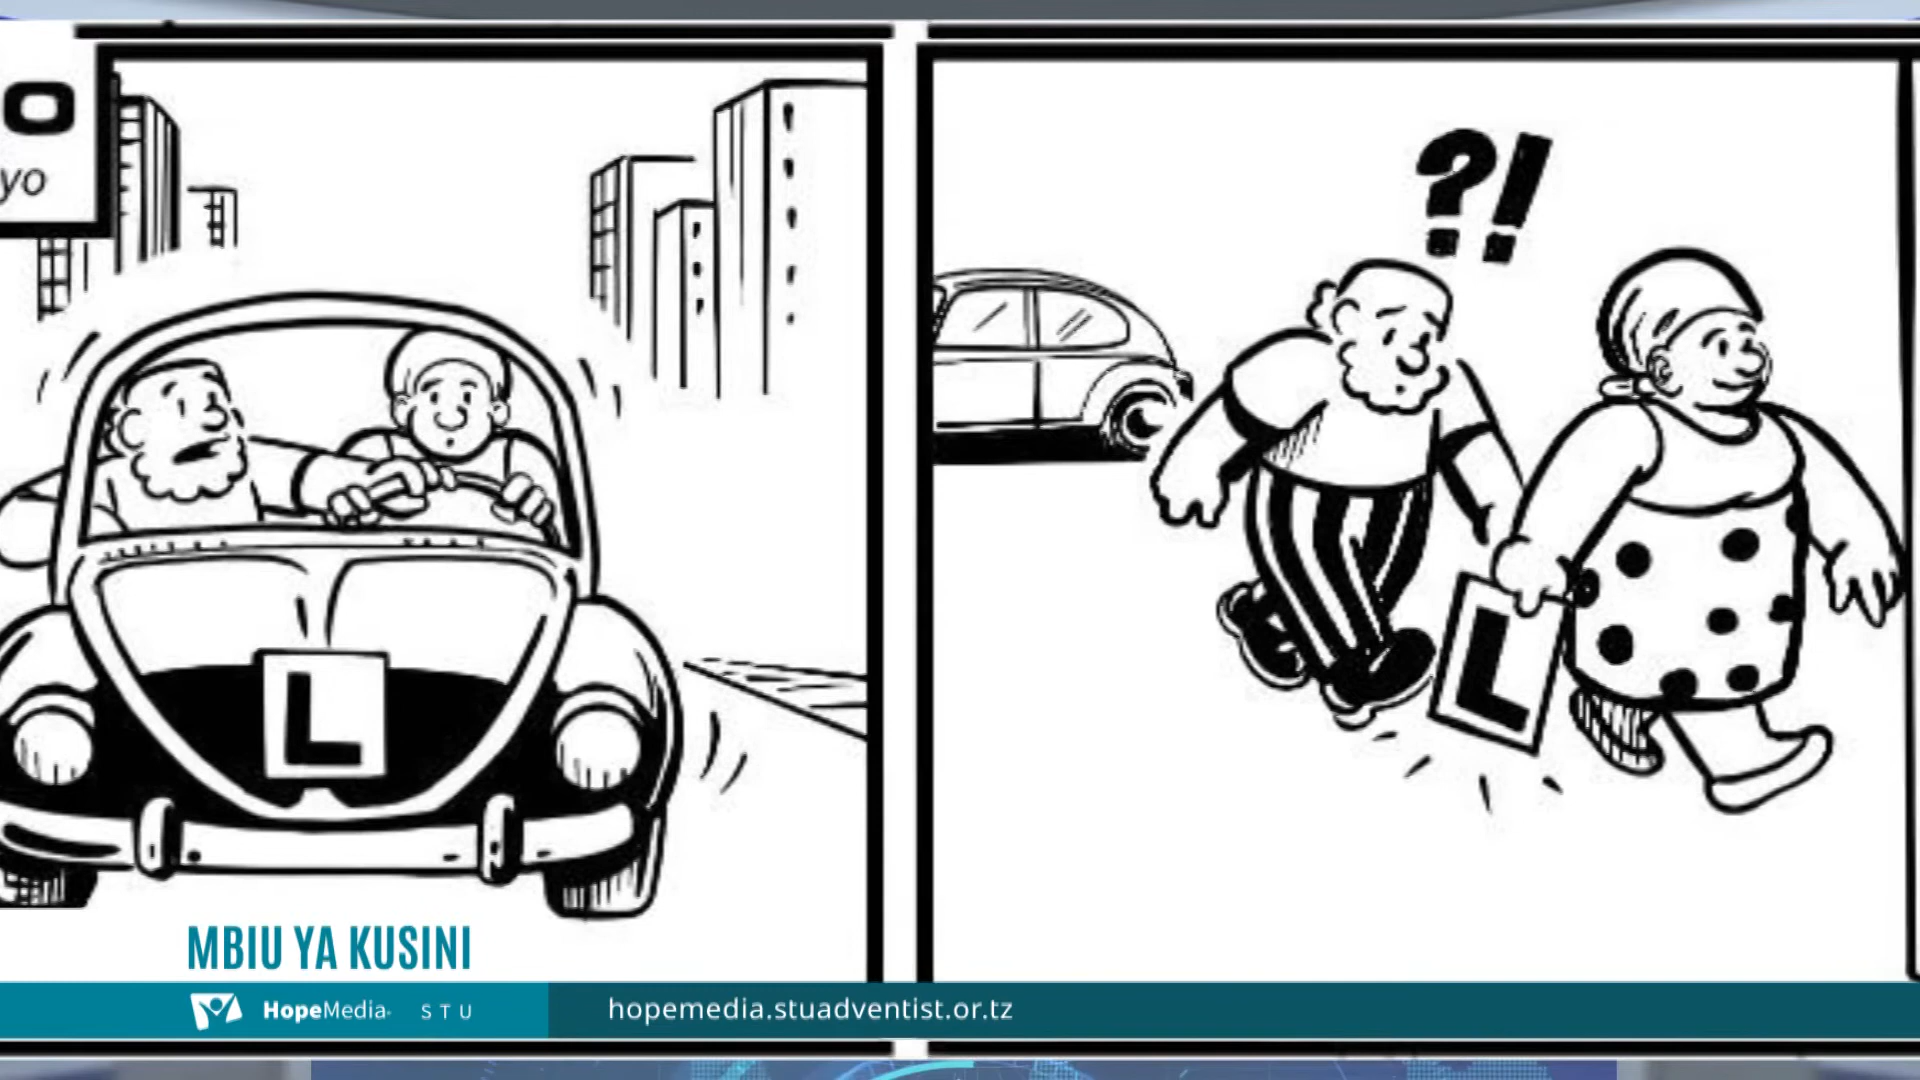 o
yo
?!
L
L
MBIU YA KUSINI
HopeMedia STU
hopemedia.stuadventist.or.tz